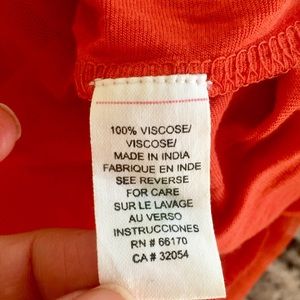 100% VISCOSE/
VISCOSE/
MADE IN INDIA
FABRIQUE EN INDE
SEE REVERSE
FOR CARE
SUR LE LAVAGE
AU VERSO
INSTRUCCIONES
RN # 66170
CA # 32054